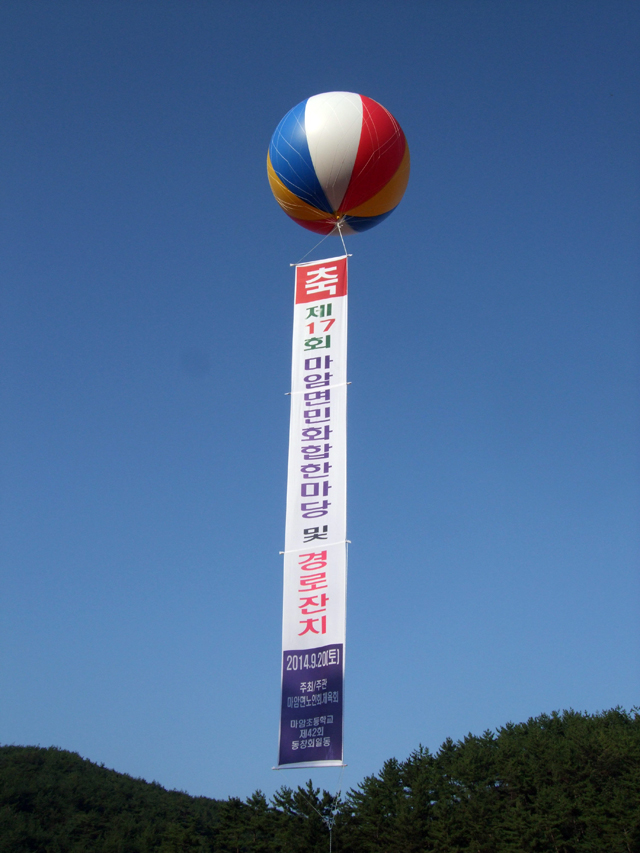 축
제
17
회
마암면민화합한마당
및
경로잔치
2014.9.20(토)
주최/주관
마암면노인회체육회
마암초등학교
제42회
동창회일동